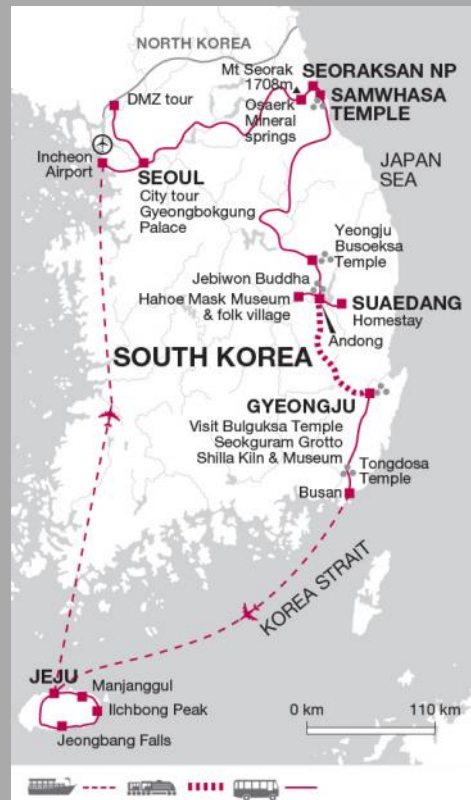 NORTH KOREA
Mt Seorak
1708m
SEORAKSAN NP
DMZ tour
Osaerk
Mineral
springs
SAMWHASA
TEMPLE
Incheon
Airport
SEOUL
City tour
Gyeongbokgung
Palace
JAPAN
SEA
Yeongju
Busoeksa
Temple
Jebiwon Buddha
Hahoe Mask Museum
& folk village
SUAEDANG
Homestay
Andong
SOUTH KOREA
GYEONGJU
Visit Bulguksa Temple
Seokguram Grotto
Shilla Kiln & Museum
Tongdosa
Temple
Busan
KOREA STRAIT
JEJU
Manjanggul
Ilchbong Peak
Jeongbang Falls
0 km
110 km